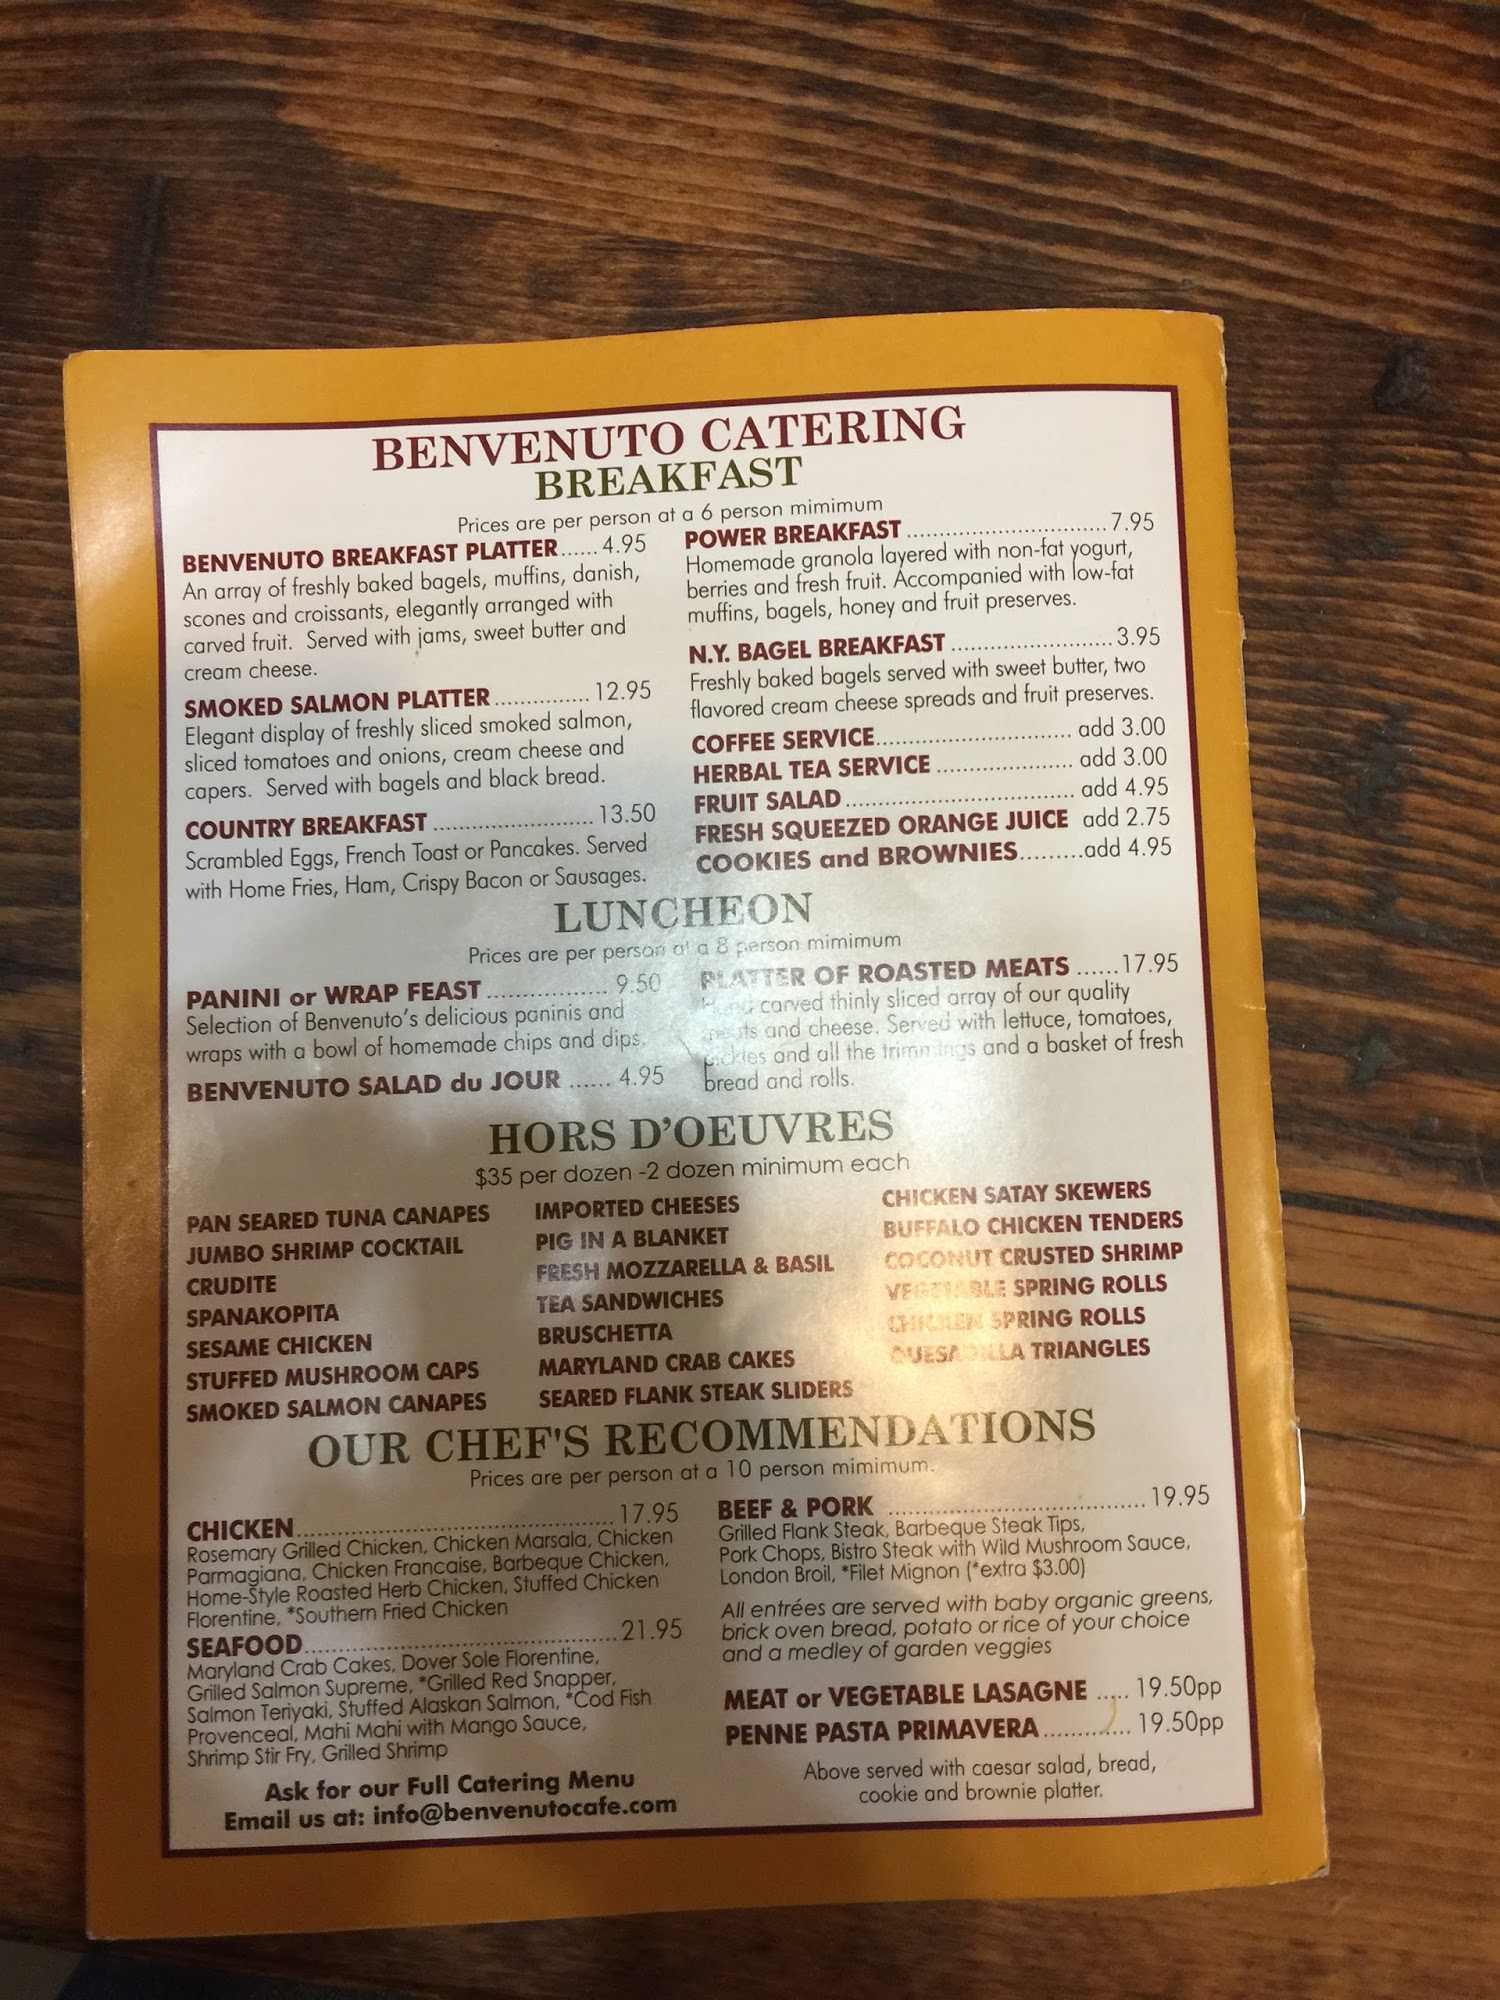 BENVENUTO CATERING
BREAKFAST
Prices are per person at a 6 person mimimum
BENVENUTO BREAKFAST PLATTER...... 4.95
An array of freshly baked bagels, muffins, danish,
scones and croissants, elegantly arranged with
carved fruit. Served with jams, sweet butter and
cream cheese.
SMOKED SALMON PLATTER ............... 12.95
Elegant display of freshly sliced smoked salmon,
sliced tomatoes and onions, cream cheese and
capers. Served with bagels and black bread.
COUNTRY BREAKFAST ......................... 13.50
Scrambled Eggs, French Toast or Pancakes. Served
with Home Fries, Ham, Crispy Bacon or Sausages.
POWER BREAKFAST ............................... 7.95
Homemade granola layered with non-fat yogurt,
berries and fresh fruit. Accompanied with low-fat
muffins, bagels, honey and fruit preserves.
N.Y. BAGEL BREAKFAST ......................... 3.95
Freshly baked bagels served with sweet butter, two
flavored cream cheese spreads and fruit preserves.
COFFEE SERVICE.............................. add 3.00
HERBAL TEA SERVICE ..................... add 3.00
FRUIT SALAD ................................... add 4.95
FRESH SQUEEZED ORANGE JUICE add 2.75
COOKIES and BROWNIES.........add 4.95
LUNCHEON
Prices are per person at a 8 person mimimum
PANINI or WRAP FEAST .................. 9.50
Selection of Benvenuto's delicious paninis and
wraps with a bowl of homemade chips and dips.
BENVENUTO SALAD du JOUR ...... 4.95
PLATTER OF ROASTED MEATS ......17.95
Hand carved thinly sliced array of our quality
meats and cheese. Served with lettuce, tomatoes,
pickles and all the trimmings and a basket of fresh
bread and rolls.
HORS D'OEUVRES
$35 per dozen -2 dozen minimum each
PAN SEARED TUNA CANAPES
JUMBO SHRIMP COCKTAIL
CRUDITE
SPANAKOPITA
SESAME CHICKEN
STUFFED MUSHROOM CAPS
SMOKED SALMON CANAPES
IMPORTED CHEESES
PIG IN A BLANKET
FRESH MOZZARELLA & BASIL
TEA SANDWICHES
BRUSCHETTA
MARYLAND CRAB CAKES
SEARED FLANK STEAK SLIDERS
CHICKEN SATAY SKEWERS
BUFFALO CHICKEN TENDERS
COCONUT CRUSTED SHRIMP
VEGETABLE SPRING ROLLS
CHICKEN SPRING ROLLS
QUESADILLA TRIANGLES
OUR CHEF'S RECOMMENDATIONS
Prices are per person at a 10 person mimimum.
CHICKEN................................................. 17.95
Rosemary Grilled Chicken, Chicken Marsala, Chicken
Parmagiana, Chicken Francaise, Barbeque Chicken,
Home-Style Roasted Herb Chicken, Stuffed Chicken
Florentine, *Southern Fried Chicken
SEAFOOD................................................21.95
Maryland Crab Cakes, Dover Sole Florentine,
Grilled Salmon Supreme, *Grilled Red Snapper,
Salmon Teriyaki, Stuffed Alaskan Salmon, *Cod Fish
Provenceal, Mahi Mahi with Mango Sauce,
Shrimp Stir Fry, Grilled Shrimp
Ask for our Full Catering Menu
Email us at: info@benvenutocafe.com
BEEF & PORK ....................................... 19.95
Grilled Flank Steak, Barbeque Steak Tips,
Pork Chops, Bistro Steak with Wild Mushroom Sauce,
London Broil, *Filet Mignon (*extra $3.00)
All entrées are served with baby organic greens,
brick oven bread, potato or rice of your choice
and a medley of garden veggies
MEAT or VEGETABLE LASAGNE ..... 19.50pp
PENNE PASTA PRIMAVERA ............. 19.50pp
Above served with caesar salad, bread,
cookie and brownie platter.